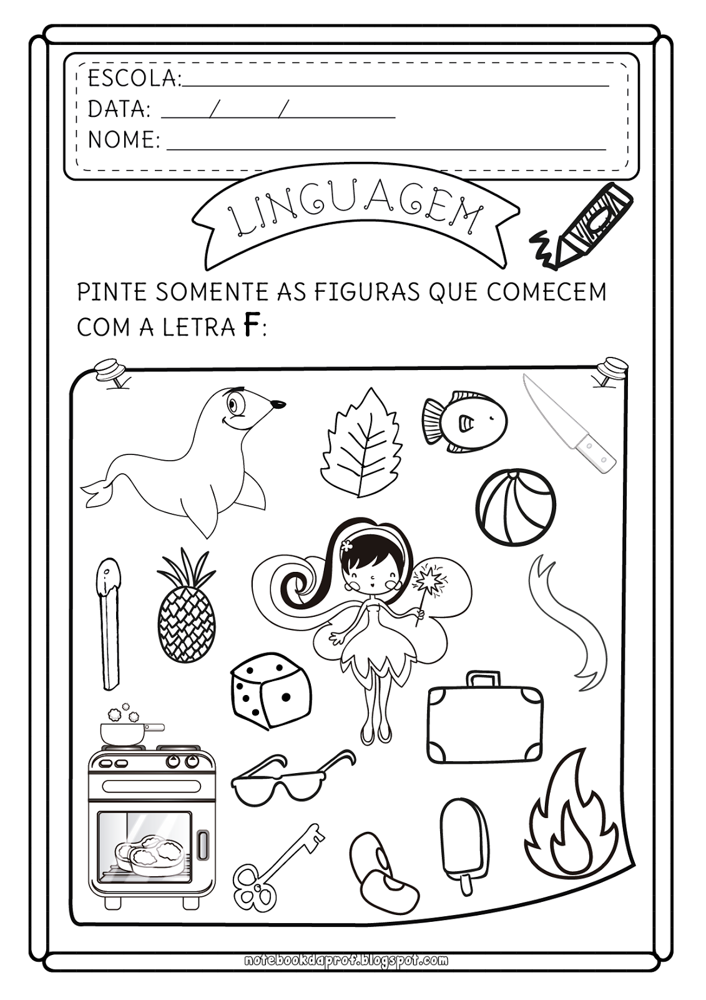 ESCOLA:
DATA: / /
NOME:
LINGUAGEM
PINTE SOMENTE AS FIGURAS QUE COMECEM
COM A LETRA F:
notebookdaprof.blogspot.com